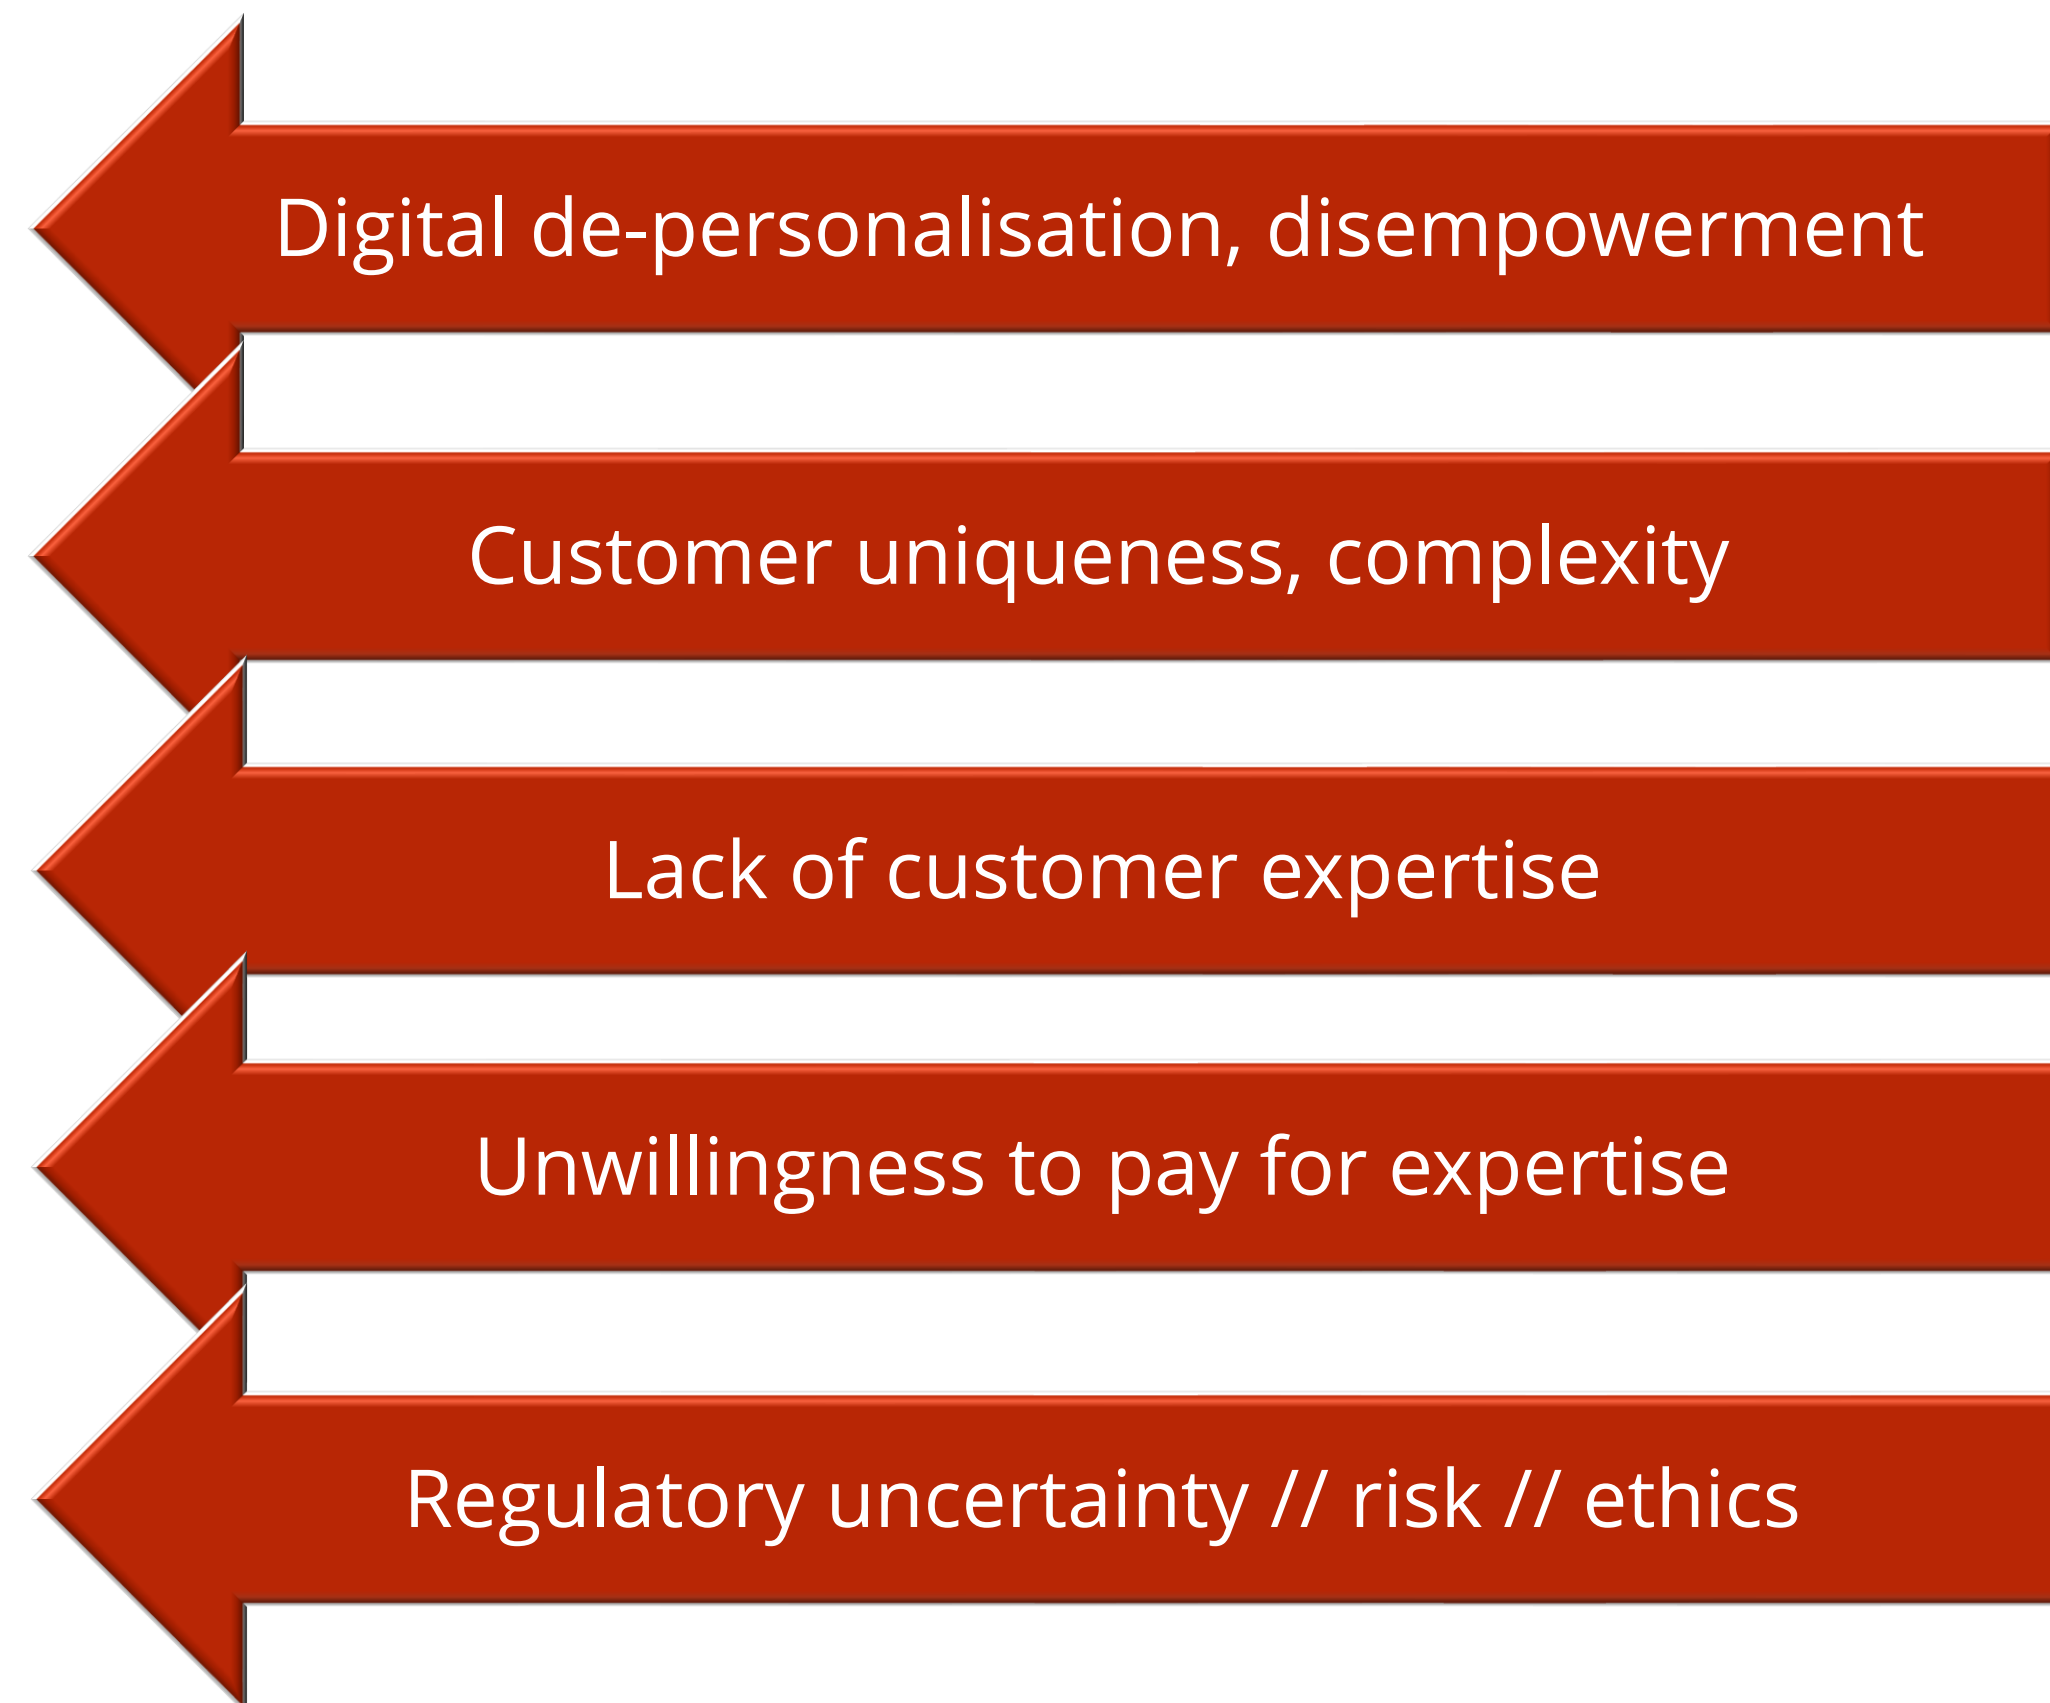 Digital de-personalisation, disempowerment
Customer uniqueness, complexity
Lack of customer expertise
Unwillingness to pay for expertise
Regulatory uncertainty // risk // ethics